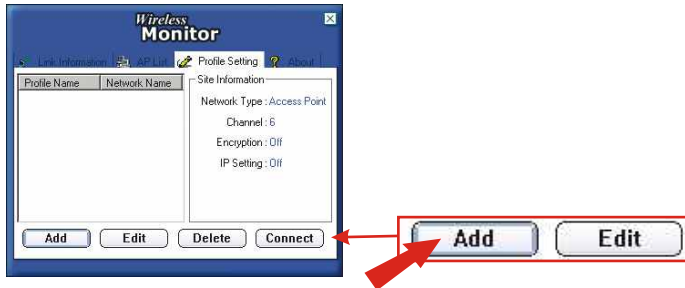 Wireless
Monitor
Link Information AP List Profile Setting About
Profile Name Network Name Site Information
Network Type : Access Point
Channel : 6
Encryption : Off
IP Setting : Off
Add Edit Delete Connect
Add Edit